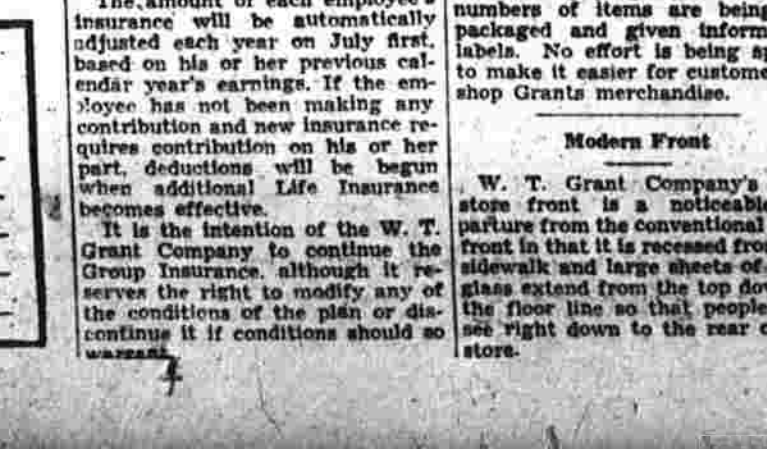 The amount of each employee's
insurance will be automatically
adjusted each year on July first,
based on his or her previous cal-
endar year's earnings. If the em-
ployee has not been making any
contribution and new insurance re-
quires contribution on his or her
part, deductions will be begun
when additional Life Insurance
becomes effective.
It is the intention of the W. T.
Grant Company to continue the
Group Insurance, although it re-
serves the right to modify any of
the conditions of the plan or dis-
continue it if conditions should so
warrant.
numbers of items are being
packaged and given inform
labels. No effort is being sp
to make it easier for custome
shop Grants merchandise.
Modern Front
W. T. Grant Company's
store front is a noticeable
parture from the conventional
front in that it is recessed fro
sidewalk and large sheets of
glass extend from the top do
the floor line so that people
see right down to the rear o
store.